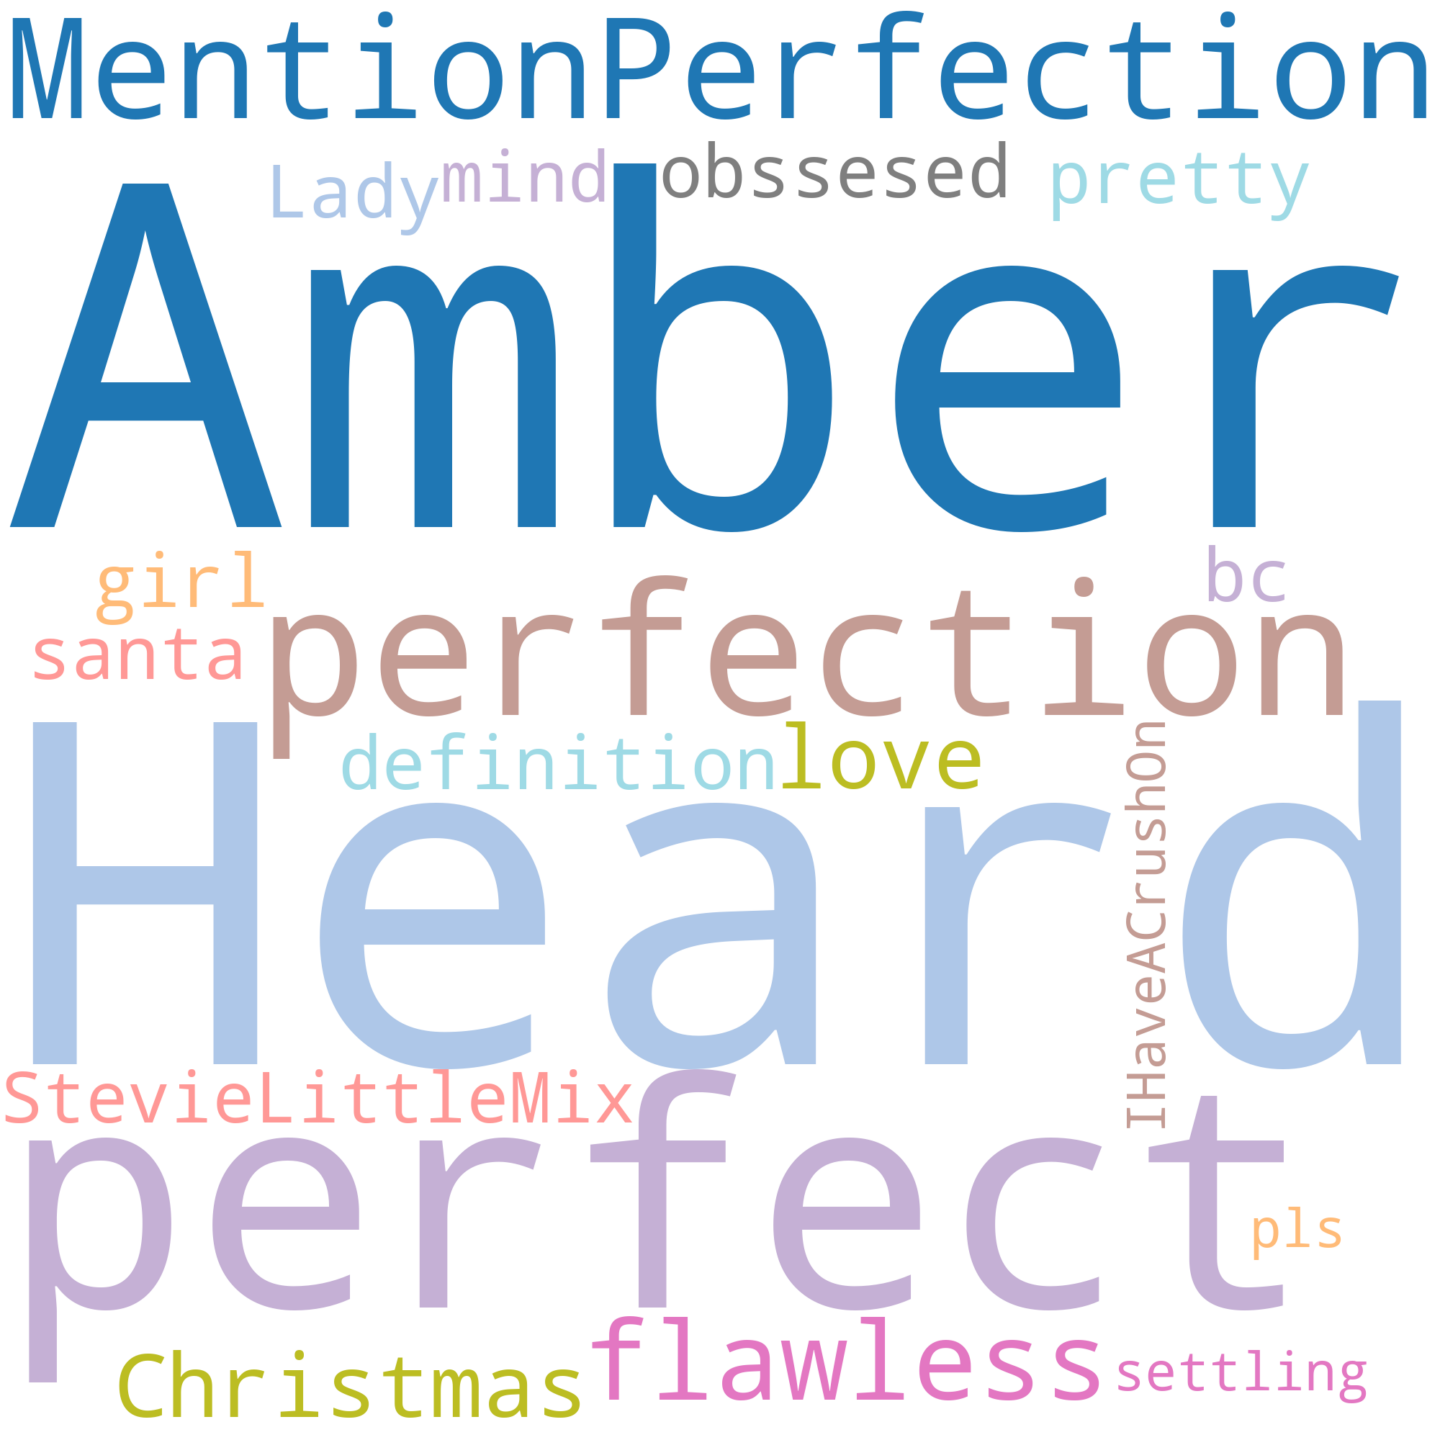 MentionPerfection
Lady mind obssesed pretty
Amber
girl bc
santa perfection
definition love
IHaveACrushOn
Heard
StevieLittleMix
perfect
pls
Christmas flawless settling